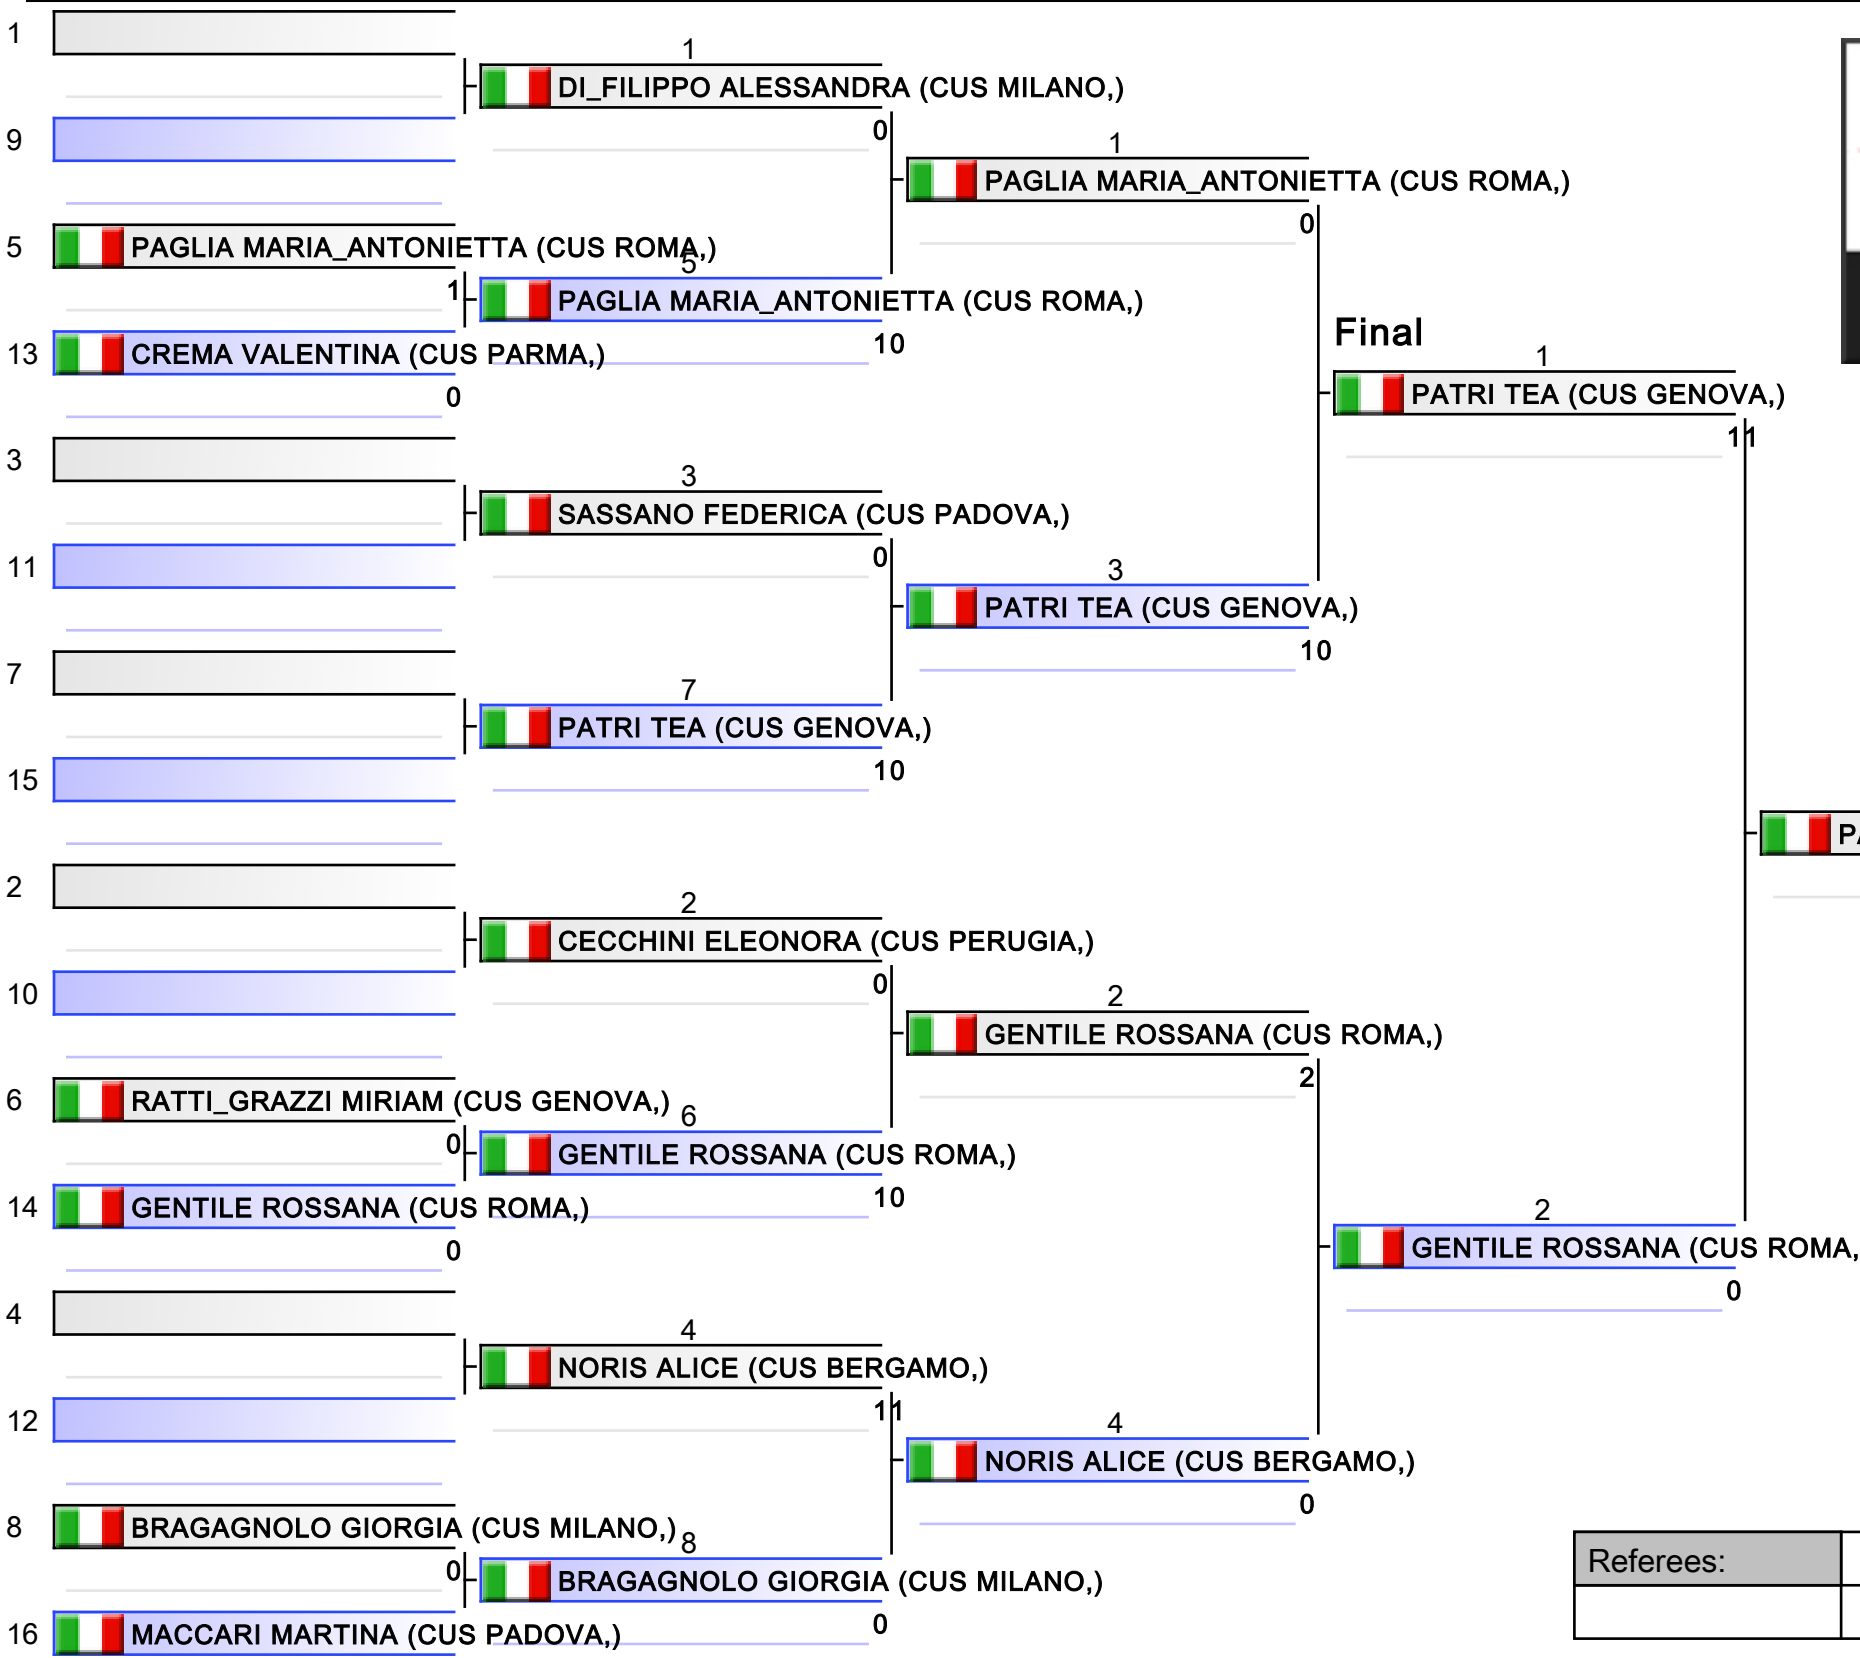 1
1
DI_FILIPPO ALESSANDRA (CUS MILANO,)
0
9
1
PAGLIA MARIA_ANTONIETTA (CUS ROMA,)
0
5
PAGLIA MARIA_ANTONIETTA (CUS ROMA,)
1
5
PAGLIA MARIA_ANTONIETTA (CUS ROMA,)
10
13
CREMA VALENTINA (CUS PARMA,)
0
Final
1
PATRI TEA (CUS GENOVA,)
11
3
3
SASSANO FEDERICA (CUS PADOVA,)
0
11
3
PATRI TEA (CUS GENOVA,)
10
7
7
PATRI TEA (CUS GENOVA,)
10
15
PA
2
2
CECCHINI ELEONORA (CUS PERUGIA,)
0
10
2
GENTILE ROSSANA (CUS ROMA,)
2
6
RATTI_GRAZZI MIRIAM (CUS GENOVA,)
0
6
GENTILE ROSSANA (CUS ROMA,)
10
14
GENTILE ROSSANA (CUS ROMA,)
0
2
GENTILE ROSSANA (CUS ROMA,
0
4
4
NORIS ALICE (CUS BERGAMO,)
11
12
4
NORIS ALICE (CUS BERGAMO,)
0
8
BRAGAGNOLO GIORGIA (CUS MILANO,)
0
8
BRAGAGNOLO GIORGIA (CUS MILANO,)
0
16
MACCARI MARTINA (CUS PADOVA,)
Referees: